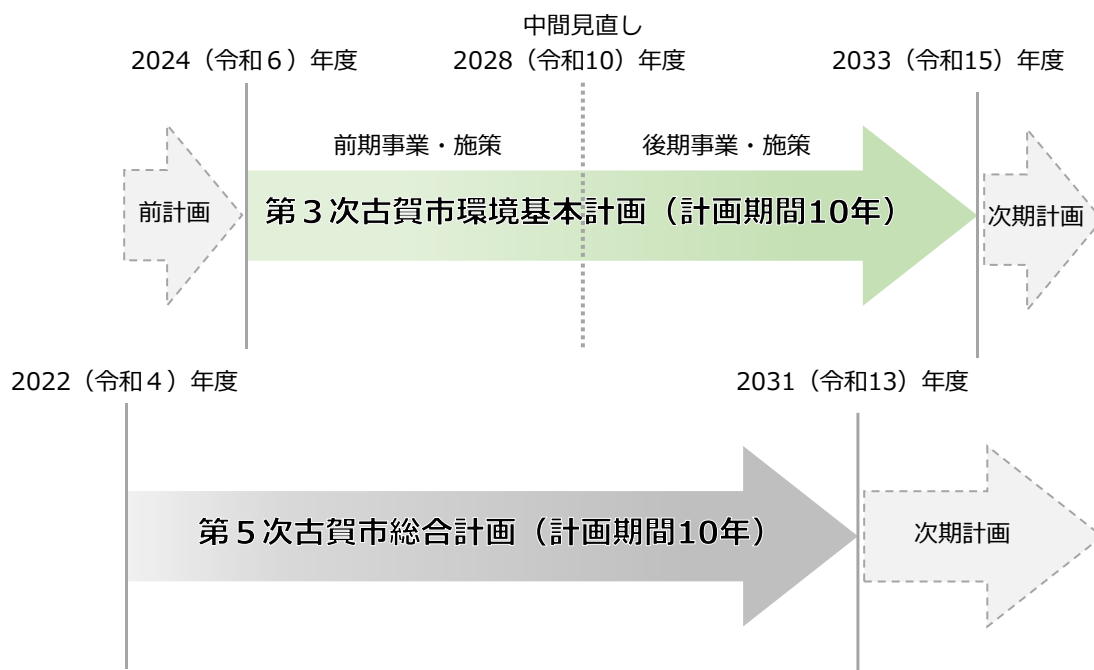 中間見直し
2024（令和６）年度
2028（令和10）年度
2033（令和15）年度
前期事業・施策
後期事業・施策
前計画
第３次古賀市環境基本計画（計画期間10年）
次期計画
2022（令和４）年度
2031（令和13）年度
第５次古賀市総合計画（計画期間10年）
次期計画